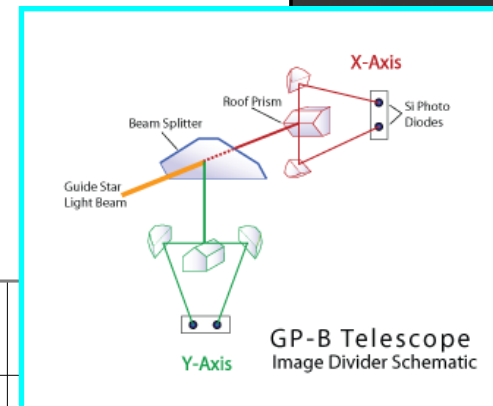 X-Axis
Roof Prism
Si Photo
Diodes
Beam Splitter
Guide Star
Light Beam
Y-Axis
GP-B Telescope
Image Divider Schematic